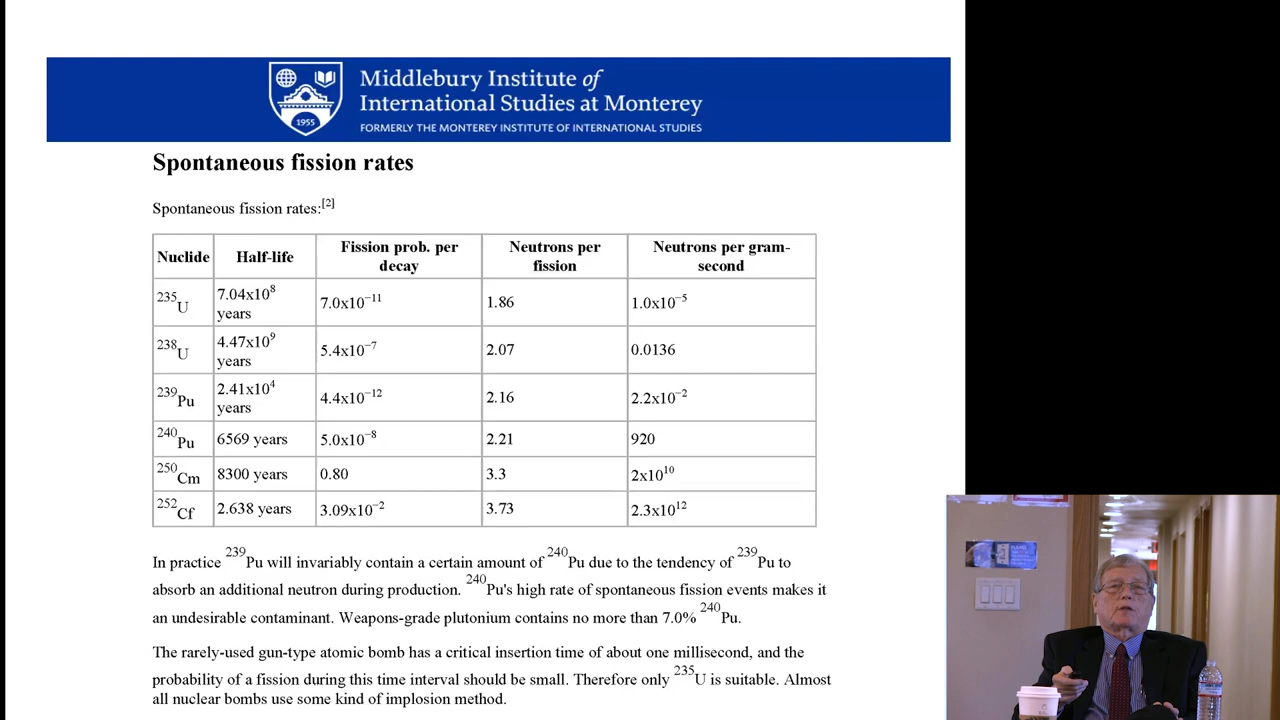 Middlebury Institute of
International Studies at Monterey
FORMERLY THE MONTEREY INSTITUTE OF INTERNATIONAL STUDIES
1955
Spontaneous fission rates
Spontaneous fission rates:[2]
Nuclide Half-life Fission prob. per decay Neutrons per fission Neutrons per gram-second
²³⁵U 7.04x10⁸ years 7.0x10⁻¹¹ 1.86 1.0x10⁻⁵
²³⁸U 4.47x10⁹ years 5.4x10⁻⁷ 2.07 0.0136
²³⁹Pu 2.41x10⁴ years 4.4x10⁻¹² 2.16 2.2x10⁻²
²⁴⁰Pu 6569 years 5.0x10⁻⁸ 2.21 920
²⁵⁰Cm 8300 years 0.80 3.3 2x10¹⁰
²⁵²Cf 2.638 years 3.09x10⁻² 3.73 2.3x10¹²
In practice ²³⁹Pu will invariably contain a certain amount of ²⁴⁰Pu due to the tendency of ²³⁹Pu to
absorb an additional neutron during production. ²⁴⁰Pu's high rate of spontaneous fission events makes it
an undesirable contaminant. Weapons-grade plutonium contains no more than 7.0% ²⁴⁰Pu.
The rarely-used gun-type atomic bomb has a critical insertion time of about one millisecond, and the
probability of a fission during this time interval should be small. Therefore only ²³⁵U is suitable. Almost
all nuclear bombs use some kind of implosion method.